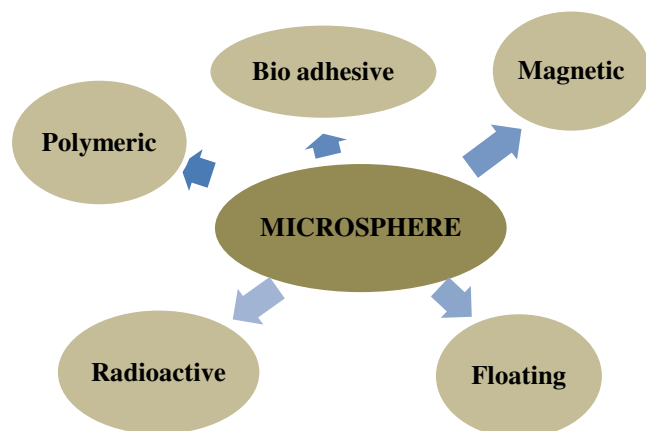 Bio adhesive
Magnetic
Polymeric
MICROSPHERE
Radioactive
Floating